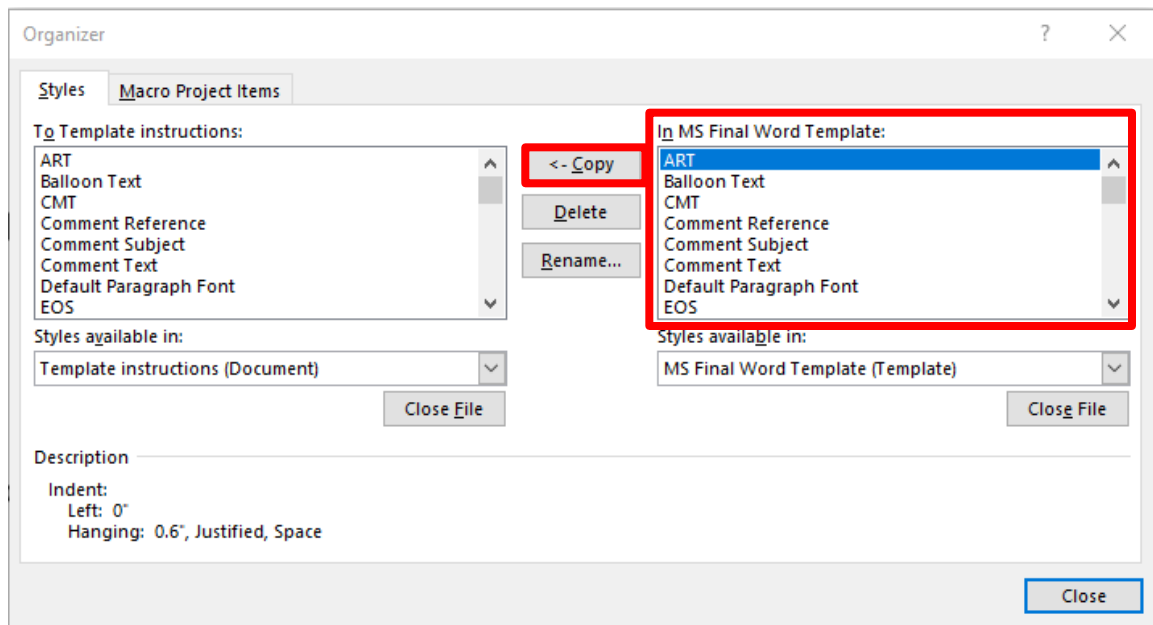 Organizer
?
Styles
Macro Project Items
To Template instructions:
ART
Balloon Text
CMT
Comment Reference
Comment Subject
Comment Text
Default Paragraph Font
EOS
<- Copy
Delete
Rename...
In MS Final Word Template:
ART
Balloon Text
CMT
Comment Reference
Comment Subject
Comment Text
Default Paragraph Font
EOS
Styles available in:
Template instructions (Document)
Close File
Styles available in:
MS Final Word Template (Template)
Close File
Description
Indent:
Left: 0"
Hanging: 0.6", Justified, Space
Close